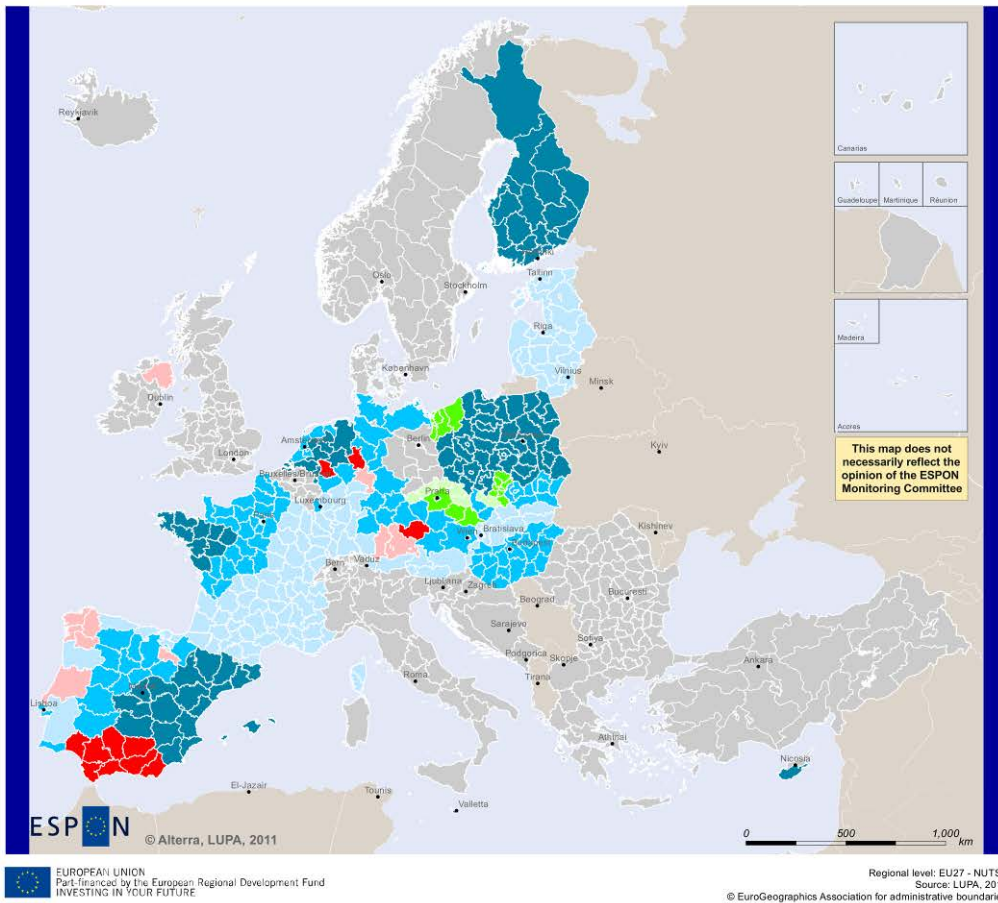 Reykjavik
Canarias
Guadeloupe Martinique Réunion
Madeira
Acores
This map does not
necessarily reflect the
opinion of the ESPON
Monitoring Committee
Oslo
Stockholm
Tallinn
Riga
Vilnius
Minsk
København
Dublin
London
Berlin
Kyiv
Luxembourg
Praha
Bratislava
Kishinev
Bern
Vaduz
Ljubljana
Beograd
Bucuresti
Sarajevo
Sofiya
Podgorica
Skopje
Tirana
Roma
Ankara
Lisboa
Athinai
Nicosia
El-Jazair
Tounis
Valletta
ESPON
© Alterra, LUPA, 2011
0 500 1,000
km
EUROPEAN UNION
Part-financed by the European Regional Development Fund
INVESTING IN YOUR FUTURE
Regional level: EU27 - NUTS
Source: LUPA, 201
© EuroGeographics Association for administrative boundarie